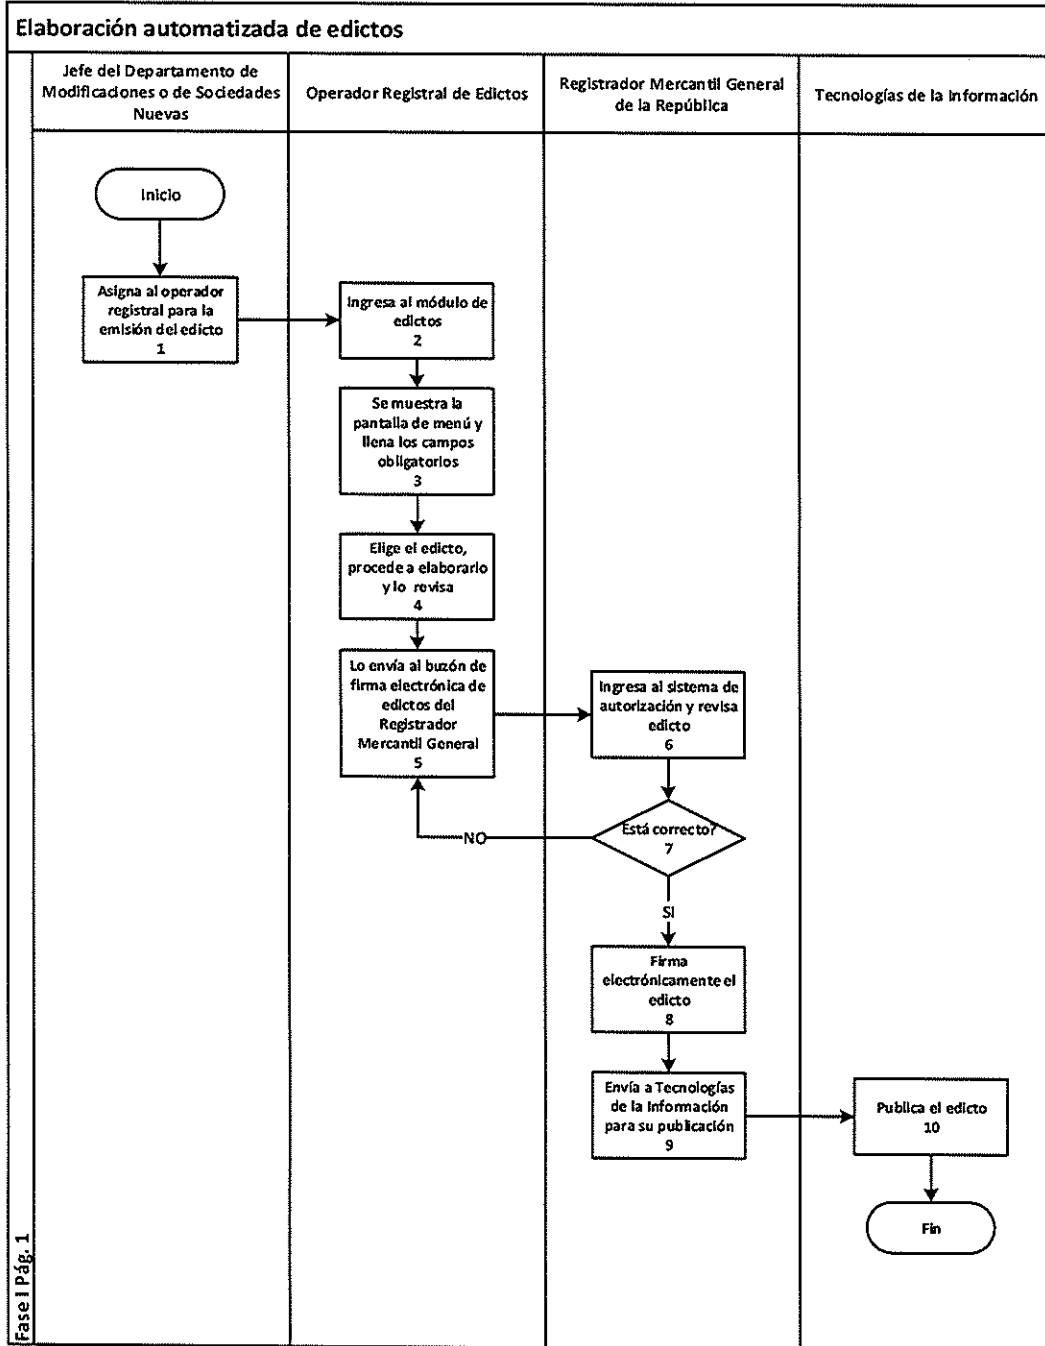 Elaboración automatizada de edictos
Jefe del Departamento de
Modificaciones o de Sociedades
Nuevas
Operador Registral de Edictos
Registrador Mercantil General
de la República
Tecnologías de la Información
Inicio
Asigna al operador
registral para la
emisión del edicto
1
Ingresa al módulo de
edictos
2
Se muestra la
pantalla de menú y
llena los campos
obligatorios
3
Elige el edicto,
procede a elaborarlo
y lo revisa
4
Lo envía al buzón de
firma electrónica de
edictos del
Registrador
Mercantil General
5
Ingresa al sistema de
autorización y revisa
edicto
6
Está correcto?
7
NO
SI
Firma
electrónicamente el
edicto
8
Envía a Tecnologías
de la Información
para su publicación
9
Publica el edicto
10
Fin
Fase I Pág. 1